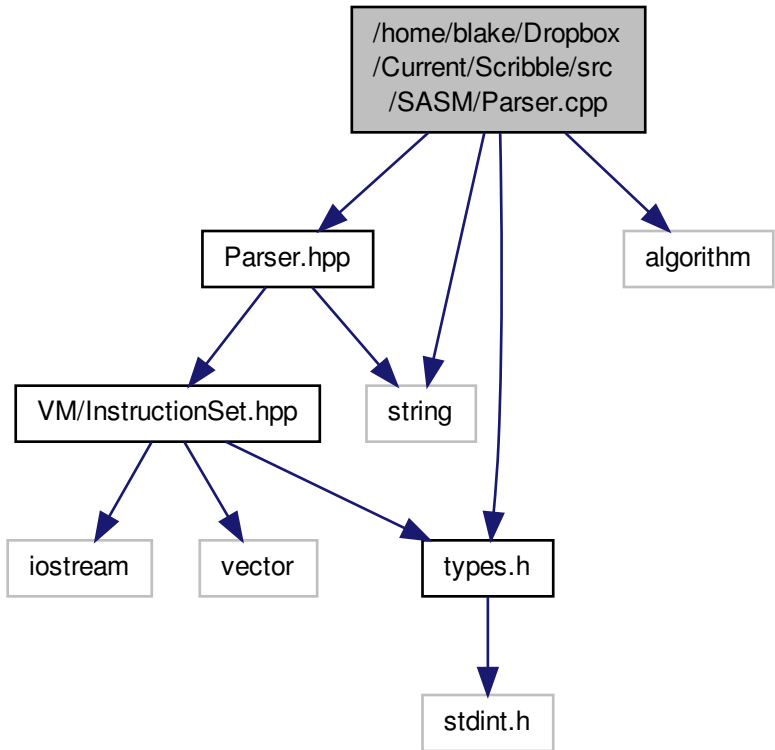 /home/blake/Dropbox
/Current/Scribble/src
/SASM/Parser.cpp
Parser.hpp
algorithm
VM/InstructionSet.hpp
string
iostream
vector
types.h
stdint.h